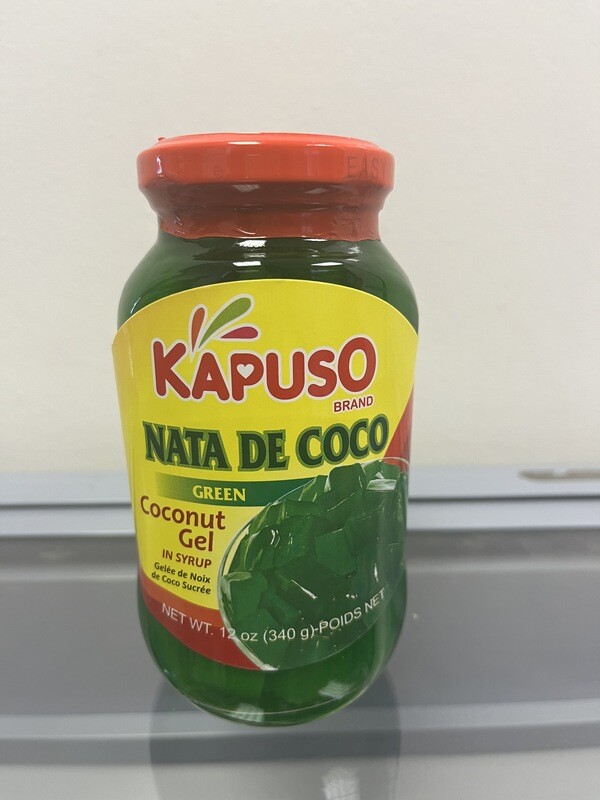 EASY
KAPUSO
BRAND
NATA DE COCO
GREEN
Coconut
Gel
IN SYRUP
Gelée de Noix
de Coco Sucrée
NET WT. 12 oz (340 g)-POIDS NET